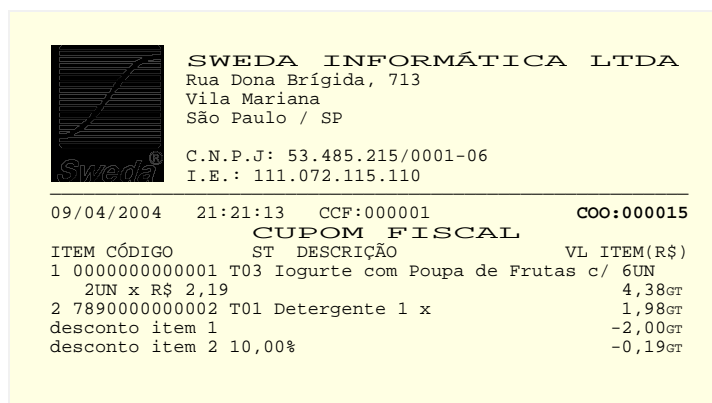 SWEDA INFORMÁTICA LTDA
Rua Dona Brígida, 713
Vila Mariana
São Paulo / SP
C.N.P.J: 53.485.215/0001-06
Sweda®
I.E.: 111.072.115.110
09/04/2004 21:21:13 CCF:000001 COO:000015
CUPOM FISCAL
ITEM CÓDIGO ST DESCRIÇÃO VL ITEM(R$)
1 0000000000001 T03 Iogurte com Poupa de Frutas c/ 6UN
2UN x R$ 2,19 4,38GT
2 7890000000002 T01 Detergente 1 x 1,98GT
desconto item 1 -2,00GT
desconto item 2 10,00% -0,19GT